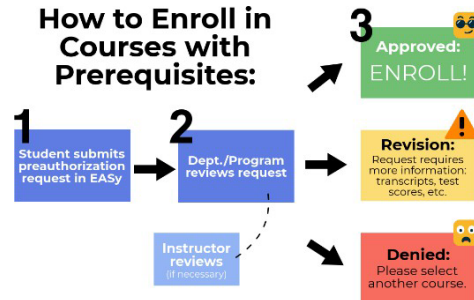 How to Enroll in
Courses with
Prerequisites:
1
Student submits
preauthorization
request in EASy
2
Dept./Program
reviews request
Instructor
reviews
(if necessary)
3
Approved:
ENROLL!
Revision:
Request requires
more information:
transcripts, test
scores, etc.
Denied:
Please select
another course.